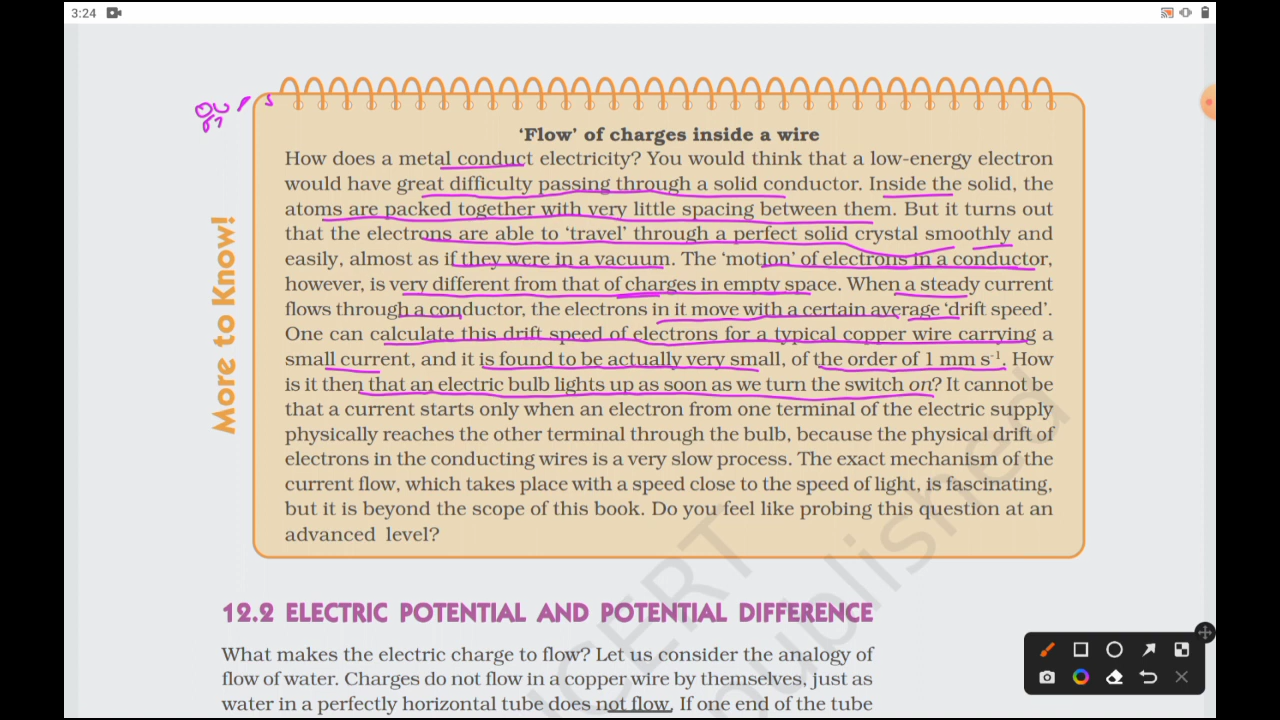 3:24
‘Flow’ of charges inside a wire
How does a metal conduct electricity? You would think that a low-energy electron
would have great difficulty passing through a solid conductor. Inside the solid, the
atoms are packed together with very little spacing between them. But it turns out
that the electrons are able to ‘travel’ through a perfect solid crystal smoothly and
easily, almost as if they were in a vacuum. The ‘motion’ of electrons in a conductor,
however, is very different from that of charges in empty space. When a steady current
flows through a conductor, the electrons in it move with a certain average ‘drift speed’.
One can calculate this drift speed of electrons for a typical copper wire carrying a
small current, and it is found to be actually very small, of the order of 1 mm s⁻¹. How
is it then that an electric bulb lights up as soon as we turn the switch on? It cannot be
that a current starts only when an electron from one terminal of the electric supply
physically reaches the other terminal through the bulb, because the physical drift of
electrons in the conducting wires is a very slow process. The exact mechanism of the
current flow, which takes place with a speed close to the speed of light, is fascinating,
but it is beyond the scope of this book. Do you feel like probing this question at an
advanced level?
More to Know!
12.2 ELECTRIC POTENTIAL AND POTENTIAL DIFFERENCE
What makes the electric charge to flow? Let us consider the analogy of
flow of water. Charges do not flow in a copper wire by themselves, just as
water in a perfectly horizontal tube does not flow. If one end of the tube